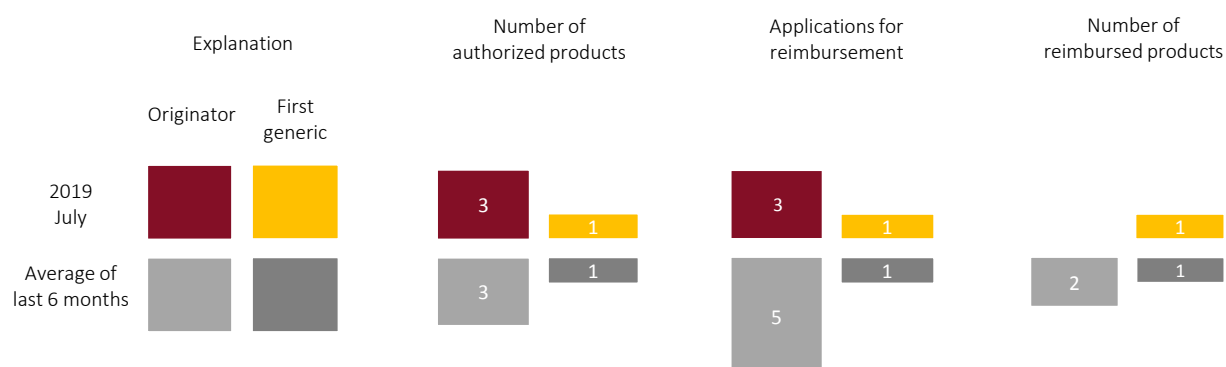 Explanation
Number of
authorized products
Applications for
reimbursement
Number of
reimbursed products
Originator
First
generic
2019
July
3
1
3
1
1
Average of
last 6 months
3
1
5
1
2
1